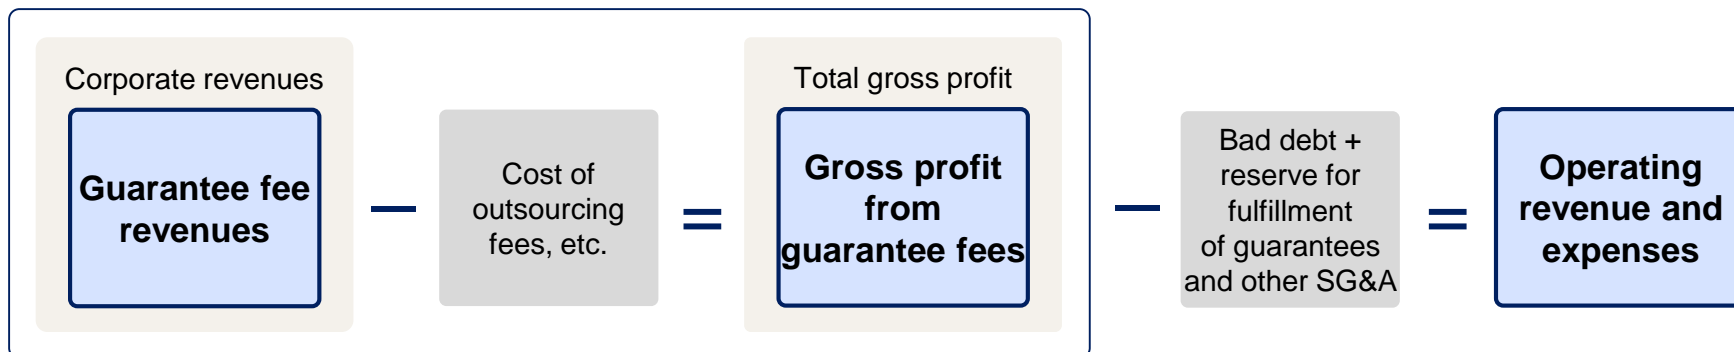 Corporate revenues
Guarantee fee
revenues
—
Cost of
outsourcing
fees, etc.
=
Total gross profit
Gross profit
from
guarantee fees
—
Bad debt +
reserve for
fulfillment
of guarantees
and other SG&A
=
Operating
revenue and
expenses